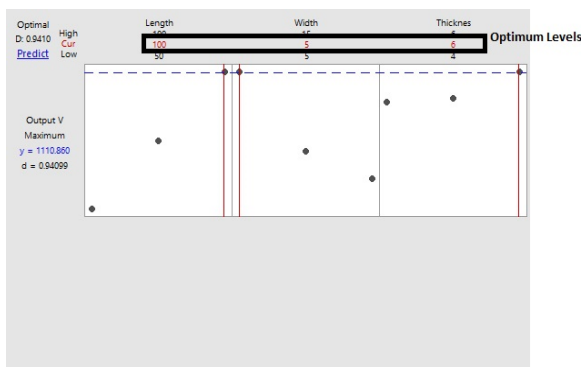 Optimal
D: 0.9410
Predict
High
Cur
Low
Length
100
50
Width
5
5
Thicknes
6
4
Optimum Levels
Output V
Maximum
y = 1110.860
d = 0.94099